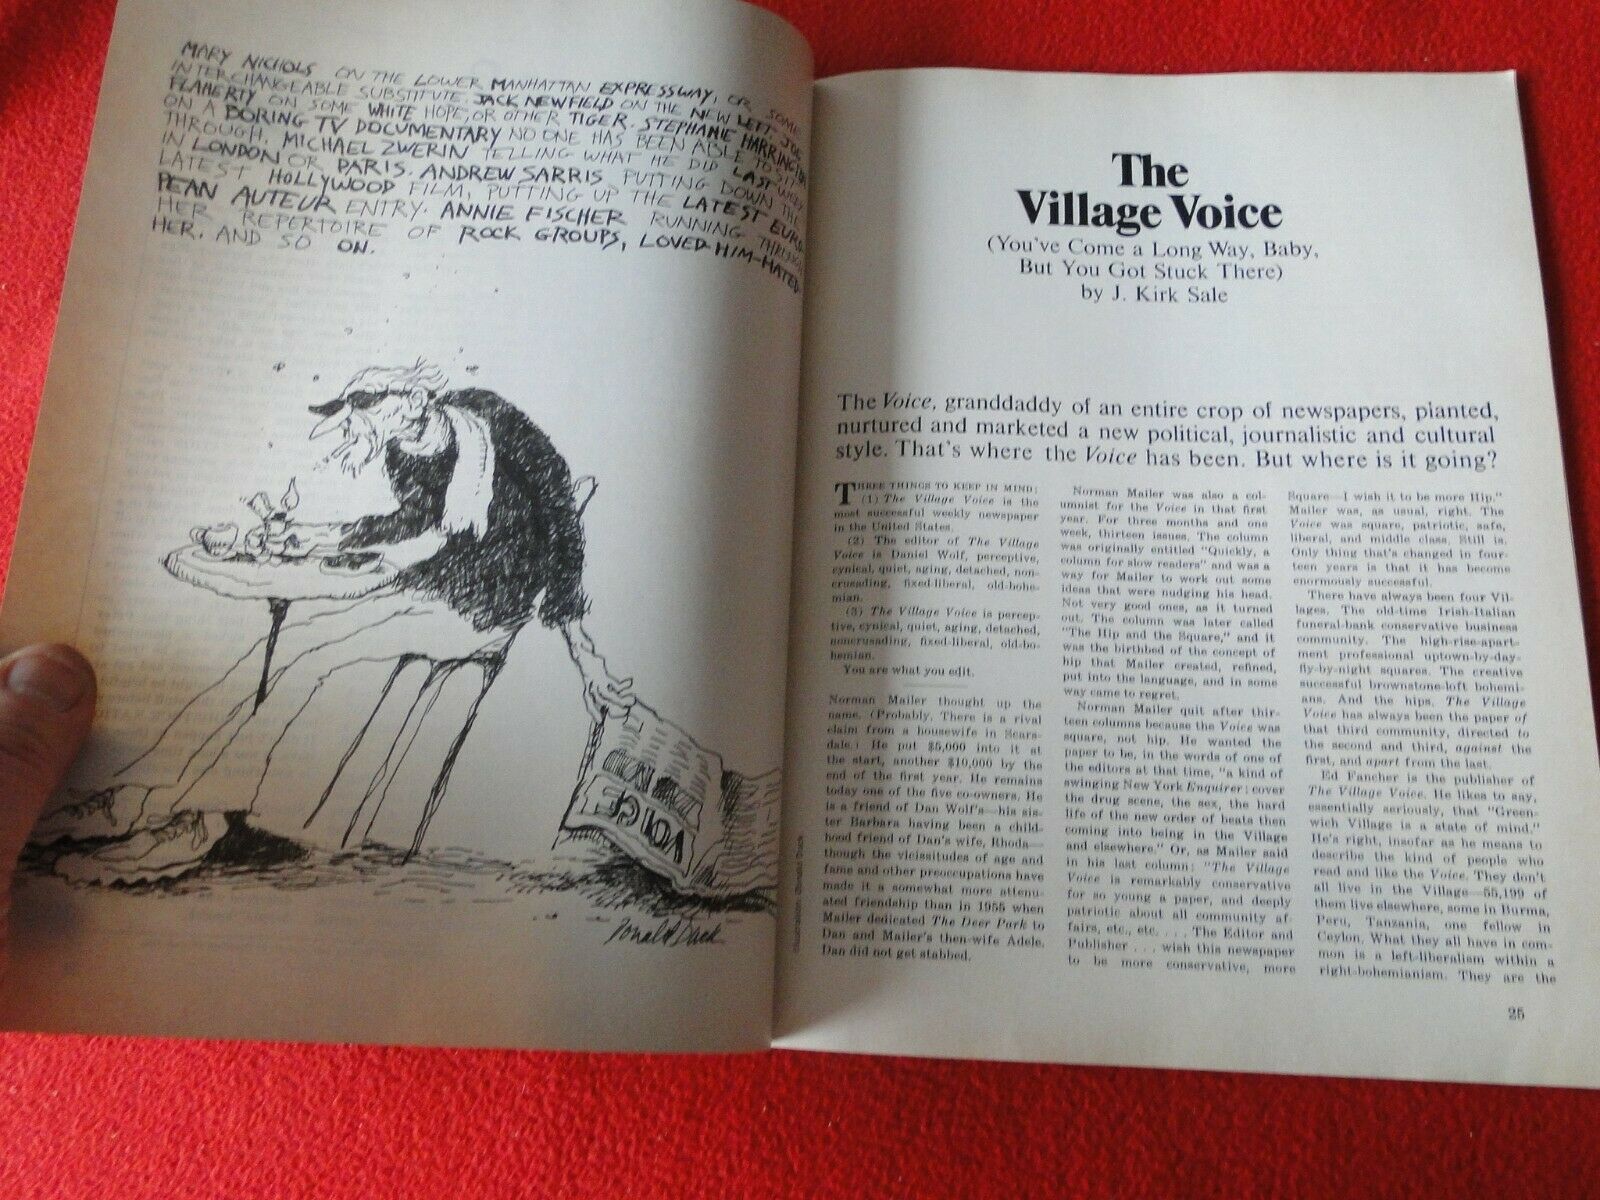 MARY NICHOLS ON THE LOWER MANHATTAN EXPRESSWAY, OR SOME
INTERCHANGEABLE SUBSTITUTE. JACK NEWFIELD ON THE NEW LEFT. JOE
FLAHERTY ON SOME WHITE HOPE, OR OTHER TIGER. STEPHANIE HARRINGTON
ON A BORING TV DOCUMENTARY NO ONE HAS BEEN ABLE TO SIT
THROUGH. MICHAEL ZWERIN TELLING WHAT HE DID LAST WEEK
IN LONDON OR PARIS. ANDREW SARRIS PUTTING DOWN THE
LATEST HOLLYWOOD FILM, PUTTING UP THE LATEST EURO-
PEAN AUTEUR ENTRY. ANNIE FISCHER RUNNING THROUGH
HER REPERTOIRE OF ROCK GROUPS, LOVED HIM-HATED
HER. AND SO ON.
VOICE
Donald Duck
The
Village Voice
(You've Come a Long Way, Baby,
But You Got Stuck There)
by J. Kirk Sale
The Voice, granddaddy of an entire crop of newspapers, planted,
nurtured and marketed a new political, journalistic and cultural
style. That's where the Voice has been. But where is it going?
THREE THINGS TO KEEP IN MIND:
(1) The Village Voice is the
most successful weekly newspaper
in the United States.
(2) The editor of The Village
Voice is Daniel Wolf, perceptive,
cynical, quiet, aging, detached, non-
crusading, fixed-liberal, old-bohe-
mian.
(3) The Village Voice is percep-
tive, cynical, quiet, aging, detached,
noncrusading, fixed-liberal, old-bo-
hemian.
You are what you edit.
Norman Mailer thought up the
name. (Probably. There is a rival
claim from a housewife in Scars-
dale.) He put $5,000 into it at
the start, another $10,000 by the
end of the first year. He remains
today one of the five co-owners. He
is a friend of Dan Wolf's—his sis-
ter Barbara having been a child-
hood friend of Dan's wife, Rhoda—
though the vicissitudes of age and
fame and other preoccupations have
made it a somewhat more attenu-
ated friendship than in 1955 when
Mailer dedicated The Deer Park to
Dan and Mailer's then-wife Adele.
Dan did not get stabbed.
Norman Mailer was also a col-
umnist for the Voice in that first
year. For three months and one
week, thirteen issues. The column
was originally entitled "Quickly, a
column for slow readers" and was a
way for Mailer to work out some
ideas that were nudging his head.
Not very good ones, as it turned
out. The column was later called
"The Hip and the Square," and it
was the birthbed of the concept of
hip that Mailer created, refined,
put into the language, and in some
way came to regret.
Norman Mailer quit after thir-
teen columns because the Voice was
square, not hip. He wanted the
paper to be, in the words of one of
the editors at that time, "a kind of
swinging New York Enquirer: cover
the drug scene, the sex, the hard
life of the new order of beats then
coming into being in the Village
and elsewhere." Or, as Mailer said
in his last column: "The Village
Voice is remarkably conservative
for so young a paper, and deeply
patriotic about all community af-
fairs, etc., etc. . . . The Editor and
Publisher . . . wish this newspaper
to be more conservative, more
Square—I wish it to be more Hip."
Mailer was, as usual, right. The
Voice was square, patriotic, safe,
liberal, and middle class. Still is.
Only thing that's changed in four-
teen years is that it has become
enormously successful.
There have always been four Vil-
lages. The old-time Irish-Italian
funeral-bank conservative business
community. The high-rise-apart-
ment professional uptown-by-day-
fly-by-night squares. The creative
successful brownstone-loft bohemi-
ans. And the hips. The Village
Voice has always been the paper of
that third community, directed to
the second and third, against the
first, and apart from the last.
Ed Fancher is the publisher of
The Village Voice. He likes to say,
essentially seriously, that "Green-
wich Village is a state of mind."
He's right, insofar as he means to
describe the kind of people who
read and like the Voice. They don't
all live in the Village—55,199 of
them live elsewhere, some in Burma,
Peru, Tanzania, one fellow in
Ceylon. What they all have in com-
mon is a left-liberalism within a
right-bohemianism. They are the
25